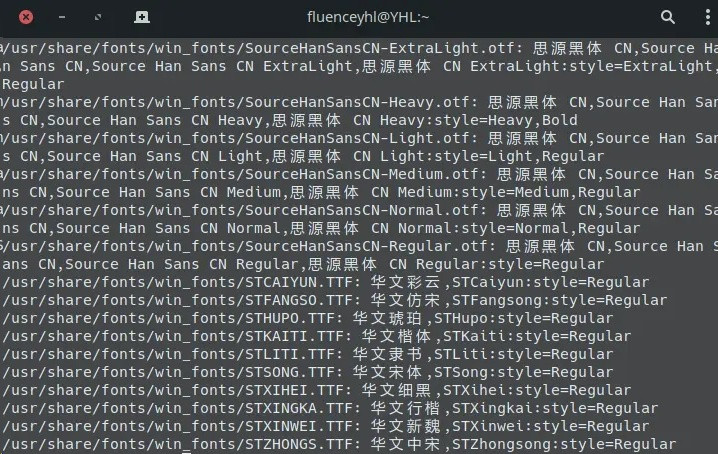 fluenceyhl@YHL:~
a/usr/share/fonts/win_fonts/SourceHanSansCN-ExtraLight.otf: 思源黑体 CN,Source Ha
n Sans CN,Source Han Sans CN ExtraLight,思源黑体 CN ExtraLight:style=ExtraLight,
Regular
m/usr/share/fonts/win_fonts/SourceHanSansCN-Heavy.otf: 思源黑体 CN,Source Han San
s CN,Source Han Sans CN Heavy,思源黑体 CN Heavy:style=Heavy,Bold
m/usr/share/fonts/win_fonts/SourceHanSansCN-Light.otf: 思源黑体 CN,Source Han San
s CN,Source Han Sans CN Light,思源黑体 CN Light:style=Light,Regular
/usr/share/fonts/win_fonts/SourceHanSansCN-Medium.otf: 思源黑体 CN,Source Han Sa
ns CN,Source Han Sans CN Medium,思源黑体 CN Medium:style=Medium,Regular
a/usr/share/fonts/win_fonts/SourceHanSansCN-Normal.otf: 思源黑体 CN,Source Han Sa
ns CN,Source Han Sans CN Normal,思源黑体 CN Normal:style=Normal,Regular
/usr/share/fonts/win_fonts/SourceHanSansCN-Regular.otf: 思源黑体 CN,Source Han S
ans CN,Source Han Sans CN Regular,思源黑体 CN Regular:style=Regular
/usr/share/fonts/win_fonts/STCAIYUN.TTF: 华文彩云,STCaiyun:style=Regular
/usr/share/fonts/win_fonts/STFANGSO.TTF: 华文仿宋,STFangsong:style=Regular
/usr/share/fonts/win_fonts/STHUPO.TTF: 华文琥珀,STHupo:style=Regular
/usr/share/fonts/win_fonts/STKAITI.TTF: 华文楷体,STKaiti:style=Regular
/usr/share/fonts/win_fonts/STLITI.TTF: 华文隶书,STLiti:style=Regular
/usr/share/fonts/win_fonts/STSONG.TTF: 华文宋体,STSong:style=Regular
/usr/share/fonts/win_fonts/STXIHEI.TTF: 华文细黑,STXihei:style=Regular
/usr/share/fonts/win_fonts/STXINGKA.TTF: 华文行楷,STXingkai:style=Regular
/usr/share/fonts/win_fonts/STXINWEI.TTF: 华文新魏,STXinwei:style=Regular
/usr/share/fonts/win_fonts/STZHONGS.TTF: 华文中宋,STZhongsong:style=Regular